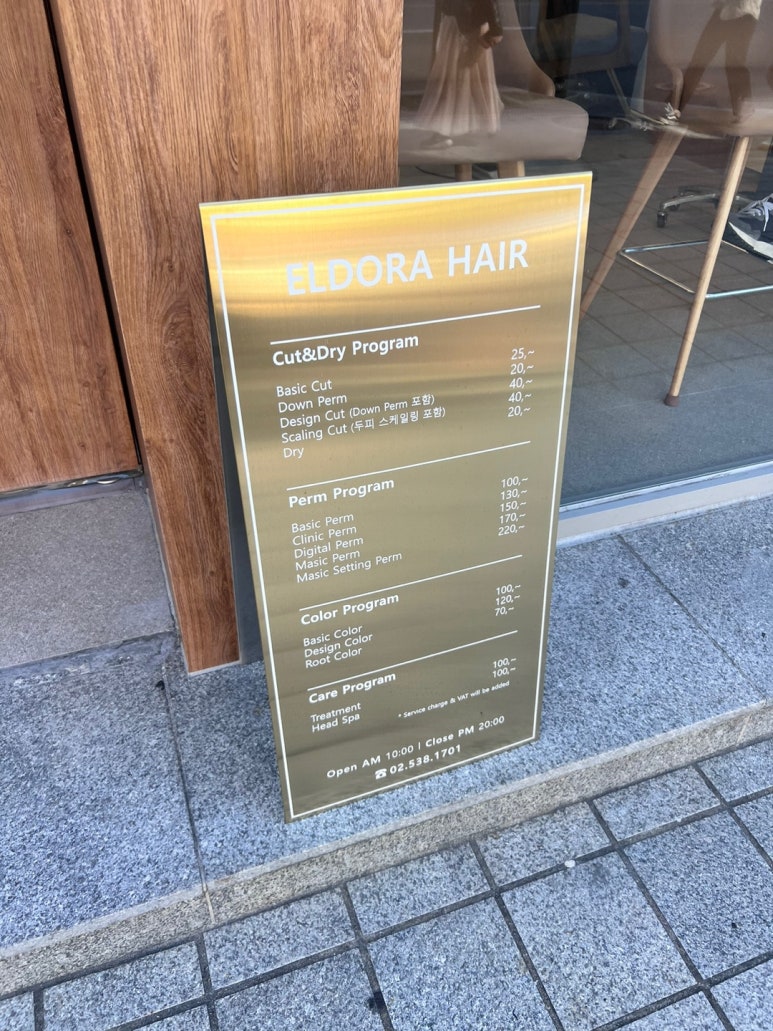 ELDORA HAIR
Cut&Dry Program
Basic Cut 25,~
Down Perm 20,~
Design Cut (Down Perm 포함) 40,~
Scaling Cut (두피 스케일링 포함) 40,~
Dry 20,~
Perm Program
Basic Perm 100,~
Clinic Perm 130,~
Digital Perm 150,~
Masic Perm 170,~
Masic Setting Perm 220,~
Color Program
Basic Color 100,~
Design Color 120,~
Root Color 70,~
Care Program
Treatment 100,~
Head Spa 100,~
* Service charge & VAT will be added
Open AM 10:00 | Close PM 20:00
☎02.538.1701